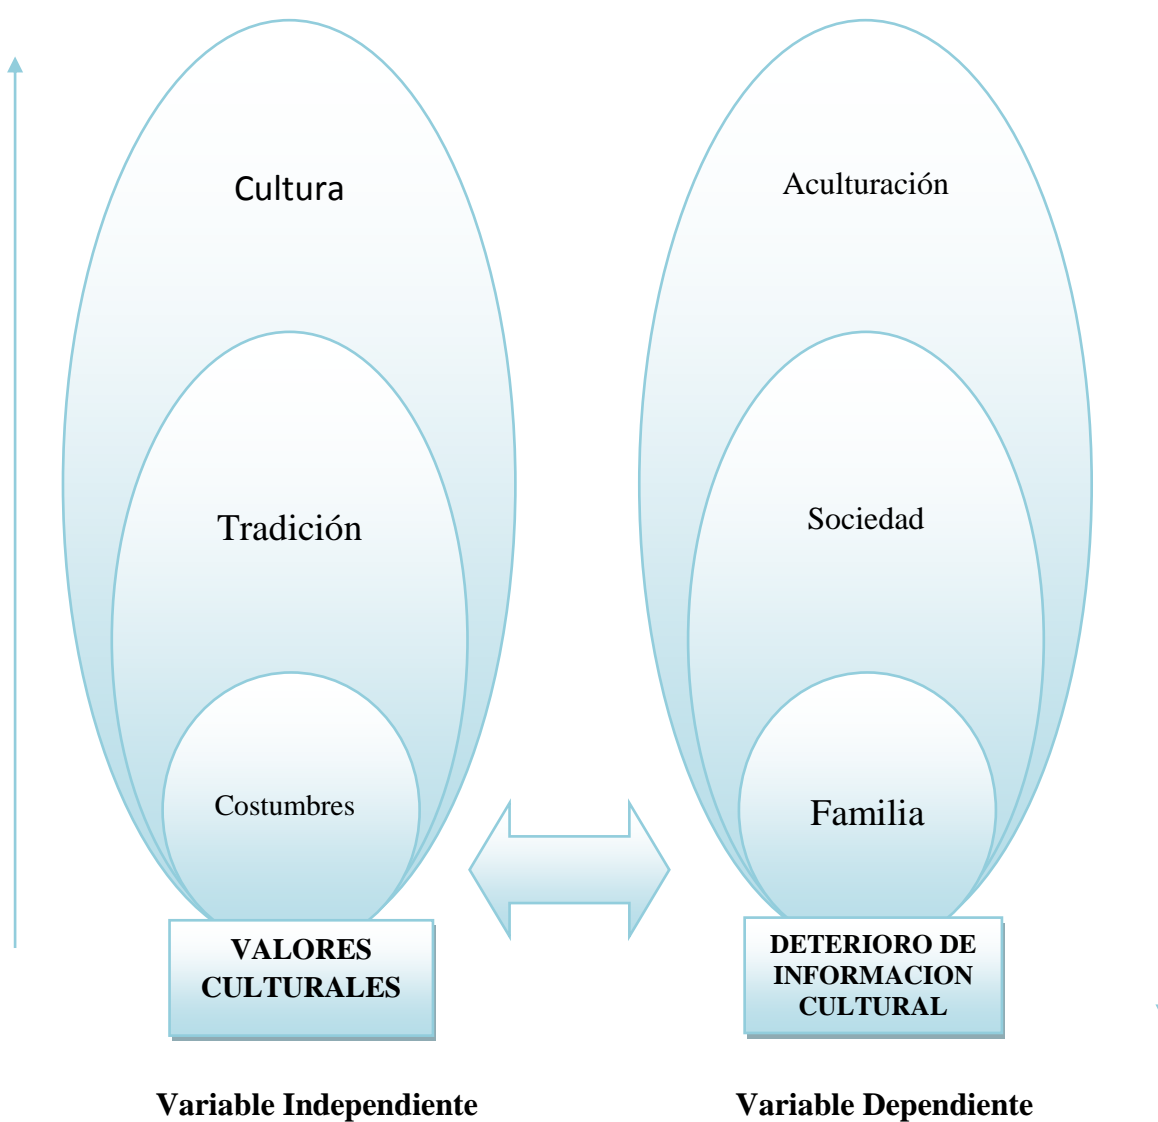 Cultura
Tradición
Costumbres
VALORES
CULTURALES
Variable Independiente
Aculturación
Sociedad
Familia
DETERIORO DE
INFORMACION
CULTURAL
Variable Dependiente